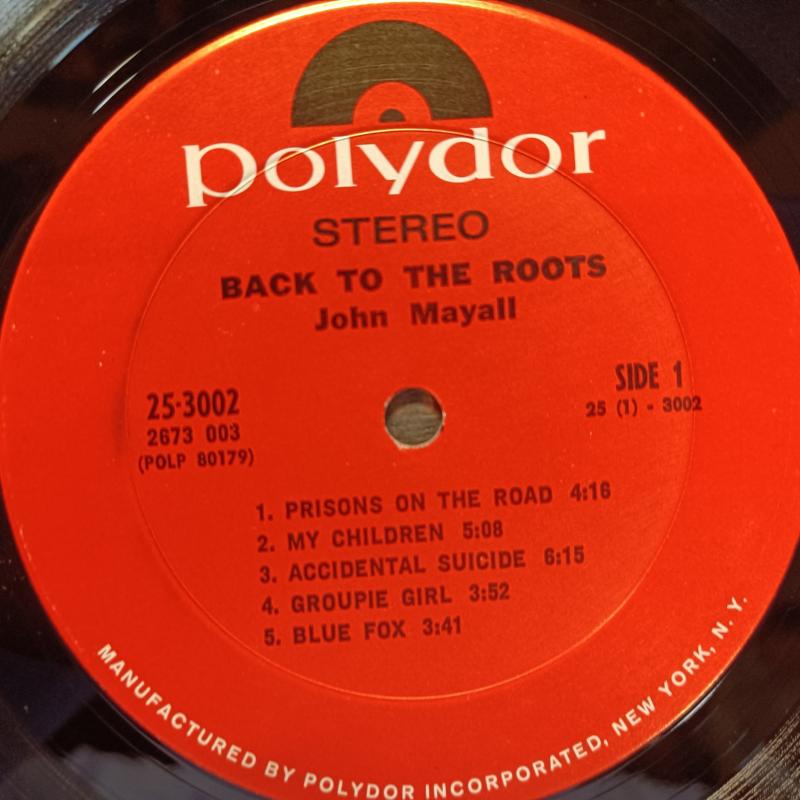 polydor
STEREO
BACK TO THE ROOTS
John Mayall
25-3002
2673 003
(POLP 80179)
SIDE 1
25 (1) - 3002
1. PRISONS ON THE ROAD 4:16
2. MY CHILDREN 5:08
3. ACCIDENTAL SUICIDE 6:15
4. GROUPIE GIRL 3:52
5. BLUE FOX 3:41
MANUFACTURED BY POLYDOR INCORPORATED, NEW YORK, N.Y.